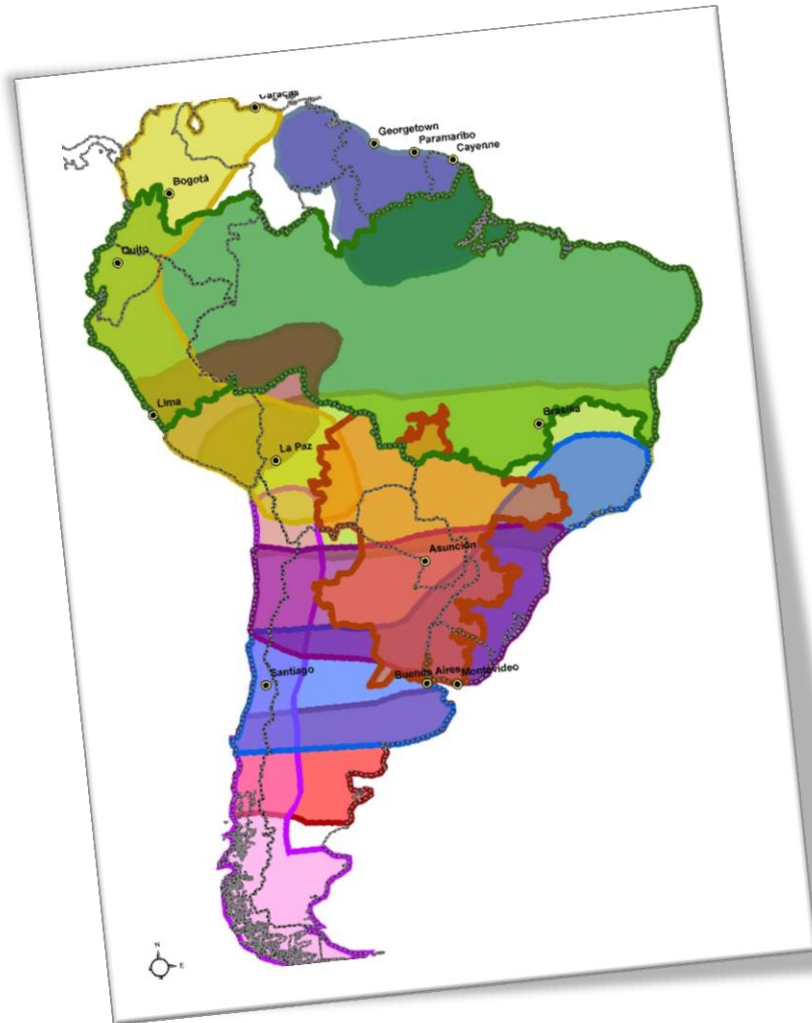 Caracas
Georgetown
Paramaribo
Cayenne
Bogotá
Quito
Lima
Brasilia
La Paz
Asunción
Santiago
Buenos Aires
Montevideo
N
E